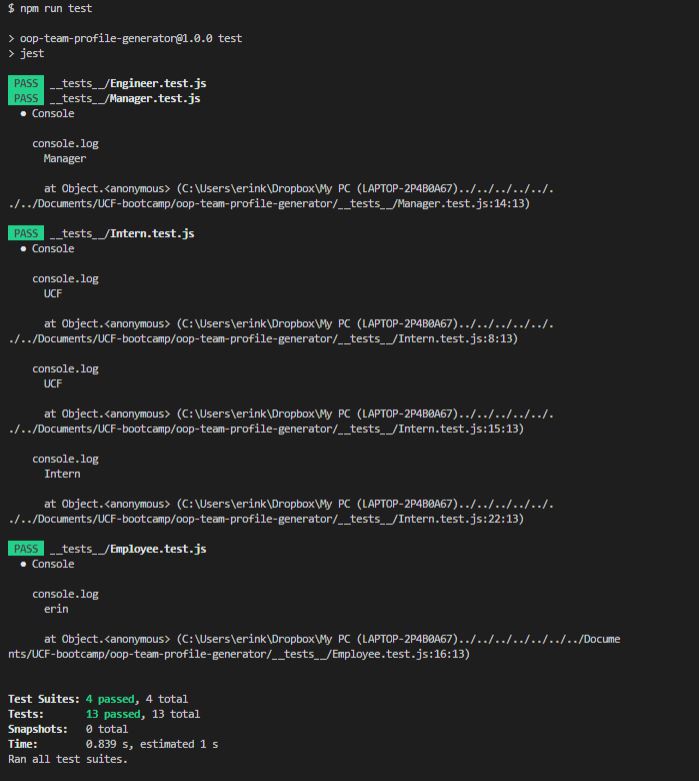 $ npm run test
> oop-team-profile-generator@1.0.0 test
> jest
PASS __tests__/Engineer.test.js
PASS __tests__/Manager.test.js
● Console
console.log
Manager
at Object.<anonymous> (C:\Users\erink\Dropbox\My PC (LAPTOP-2P4B0A67)../../../../../.
./../Documents/UCF-bootcamp/oop-team-profile-generator/__tests__/Manager.test.js:14:13)
PASS __tests__/Intern.test.js
● Console
console.log
UCF
at Object.<anonymous> (C:\Users\erink\Dropbox\My PC (LAPTOP-2P4B0A67)../../../../../.
./../Documents/UCF-bootcamp/oop-team-profile-generator/__tests__/Intern.test.js:8:13)
console.log
UCF
at Object.<anonymous> (C:\Users\erink\Dropbox\My PC (LAPTOP-2P4B0A67)../../../../../.
./../Documents/UCF-bootcamp/oop-team-profile-generator/__tests__/Intern.test.js:15:13)
console.log
Intern
at Object.<anonymous> (C:\Users\erink\Dropbox\My PC (LAPTOP-2P4B0A67)../../../../../.
./../Documents/UCF-bootcamp/oop-team-profile-generator/__tests__/Intern.test.js:22:13)
PASS __tests__/Employee.test.js
● Console
console.log
erin
at Object.<anonymous> (C:\Users\erink\Dropbox\My PC (LAPTOP-2P4B0A67)../../../../../../../Docume
nts/UCF-bootcamp/oop-team-profile-generator/__tests__/Employee.test.js:16:13)
Test Suites: 4 passed, 4 total
Tests: 13 passed, 13 total
Snapshots: 0 total
Time: 0.839 s, estimated 1 s
Ran all test suites.